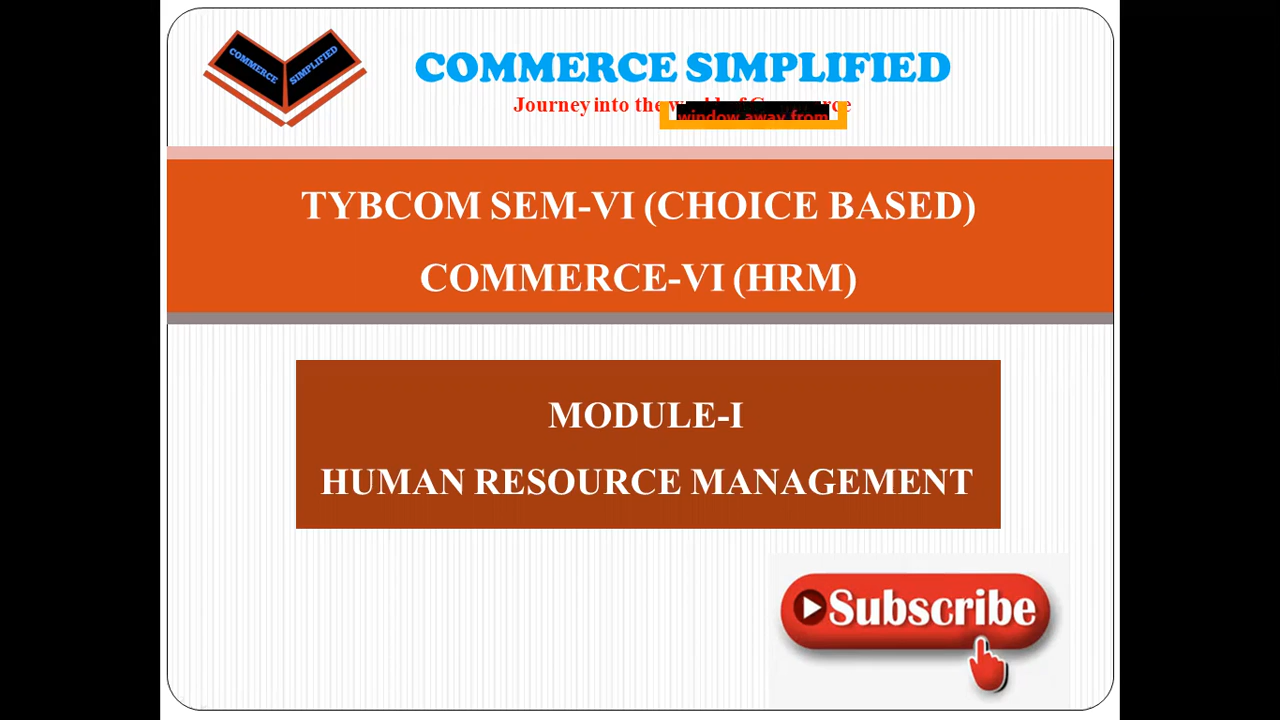 COMMERCE SIMPLIFIED
COMMERCE SIMPLIFIED
Journey into the
window away from
TYBCOM SEM-VI (CHOICE BASED)
COMMERCE-VI (HRM)
MODULE-I
HUMAN RESOURCE MANAGEMENT
Subscribe